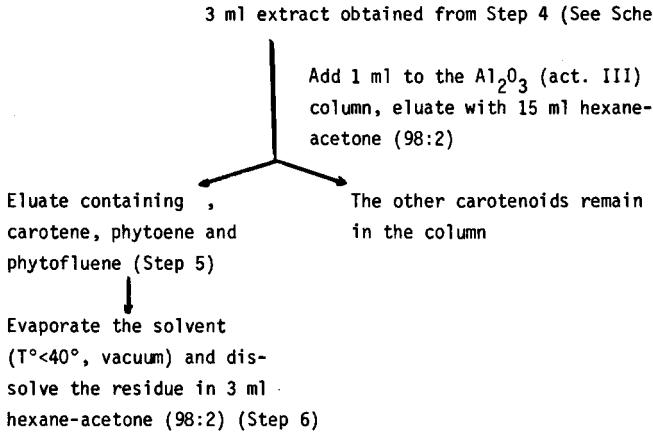 3 ml extract obtained from Step 4 (See Sche
Add 1 ml to the Al2O3 (act. III)
column, eluate with 15 ml hexane-
acetone (98:2)
Eluate containing ,
carotene, phytoene and
phytofluene (Step 5)
The other carotenoids remain
in the column
Evaporate the solvent
(T°<40°, vacuum) and dis-
solve the residue in 3 ml
hexane-acetone (98:2) (Step 6)